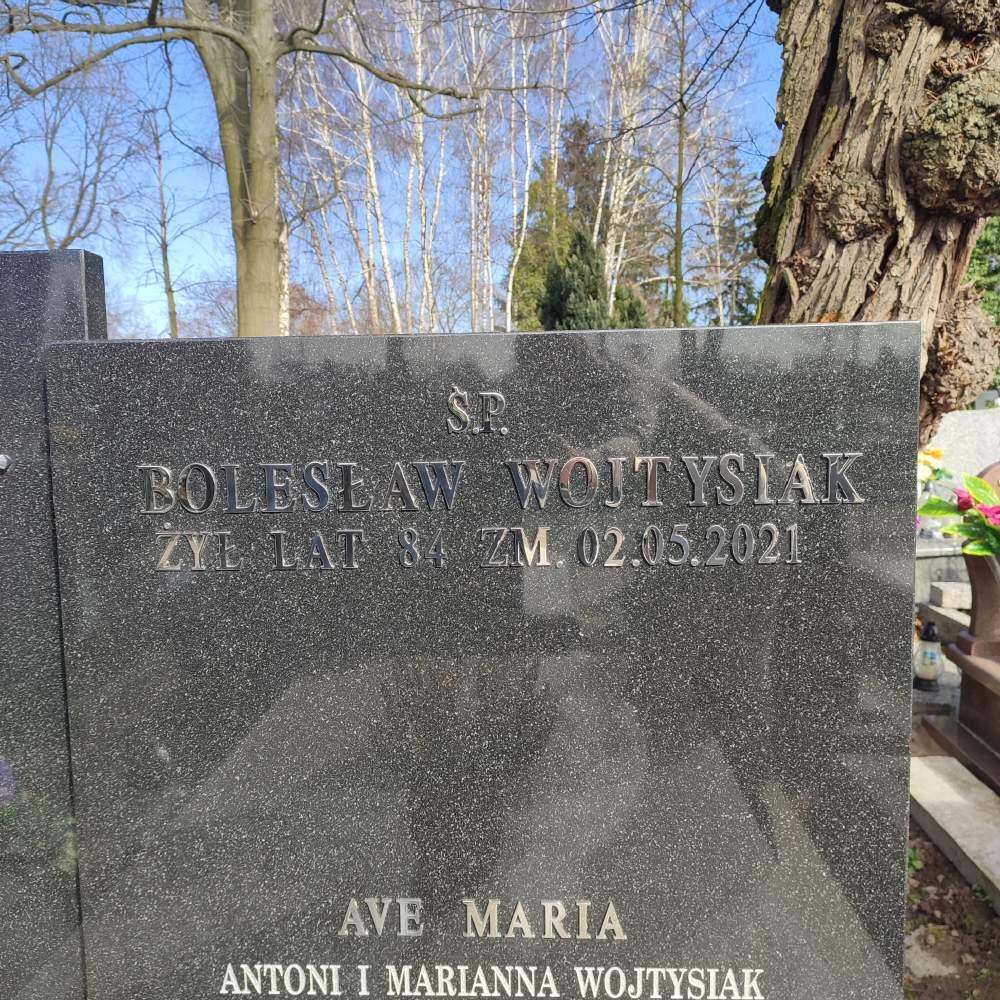 Ś.P.
BOLESŁAW WOJTYSIAK
ŻYŁ LAT 84 ZM. 02.05.2021
AVE MARIA
ANTONI I MARIANNA WOJTYSIAK